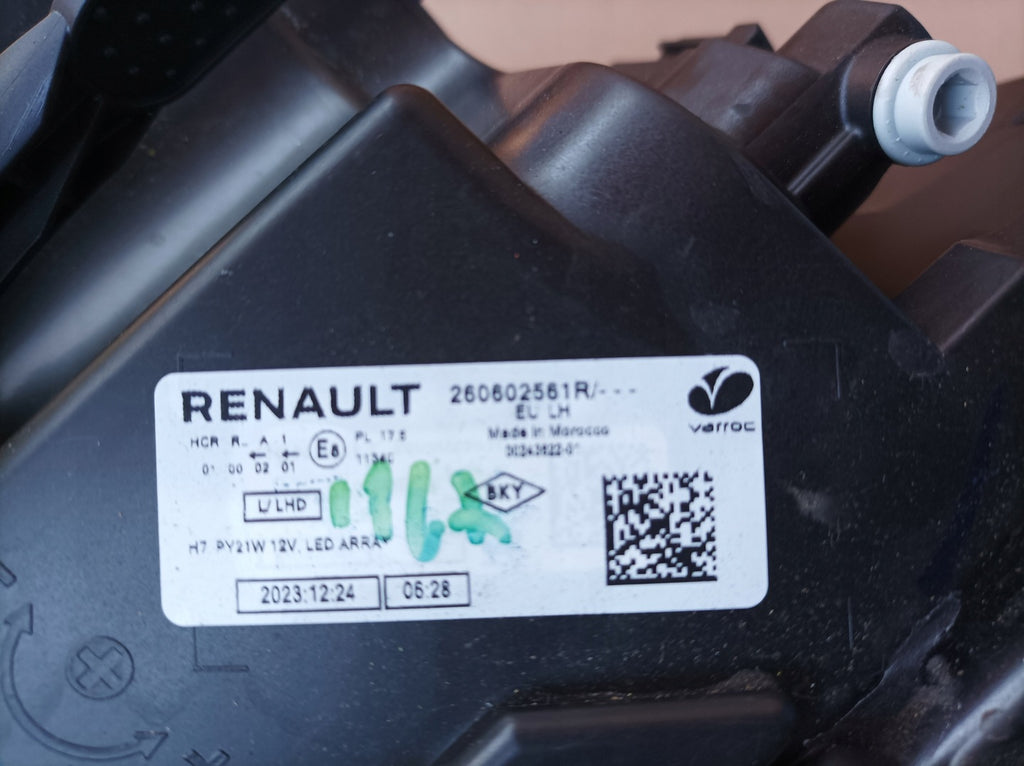 RENAULT 260602561R/---
EU LH
varroc
Made in Morocco
HCR R A 1 E8 PL 17.5
01 00 02 01
L/LHD BKY
H7, PY21W 12V, LED ARRAY
2023:12:24 06:28